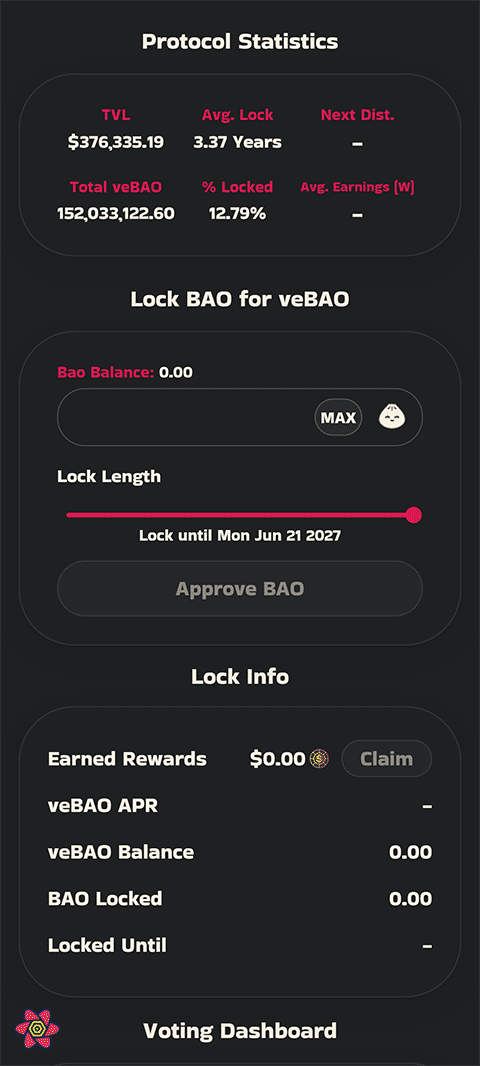 Protocol Statistics
TVL Avg. Lock Next Dist.
$376,335.19 3.37 Years –
Total veBAO % Locked Avg. Earnings (W)
152,033,122.60 12.79% –
Lock BAO for veBAO
Bao Balance: 0.00
MAX
Lock Length
Lock until Mon Jun 21 2027
Approve BAO
Lock Info
Earned Rewards $0.00 Claim
veBAO APR –
veBAO Balance 0.00
BAO Locked 0.00
Locked Until –
Voting Dashboard